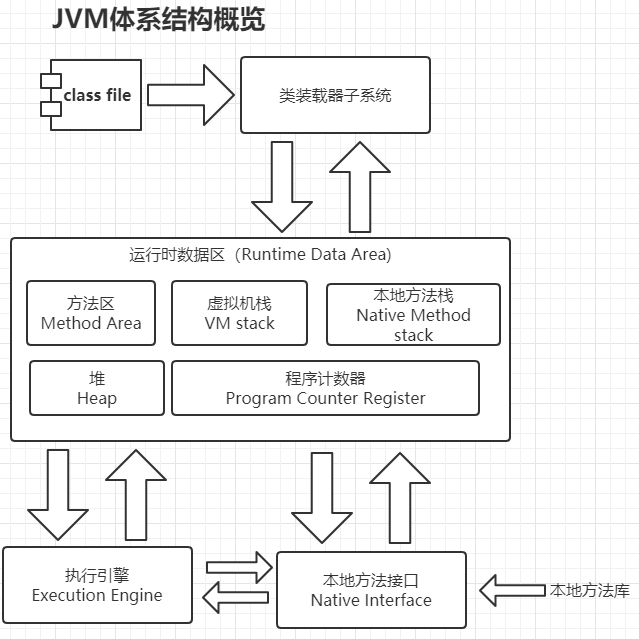 JVM体系结构概览
class file
类装载器子系统
运行时数据区（Runtime Data Area)
方法区
Method Area
虚拟机栈
VM stack
本地方法栈
Native Method
stack
堆
Heap
程序计数器
Program Counter Register
执行引擎
Execution Engine
本地方法接口
Native Interface
本地方法库